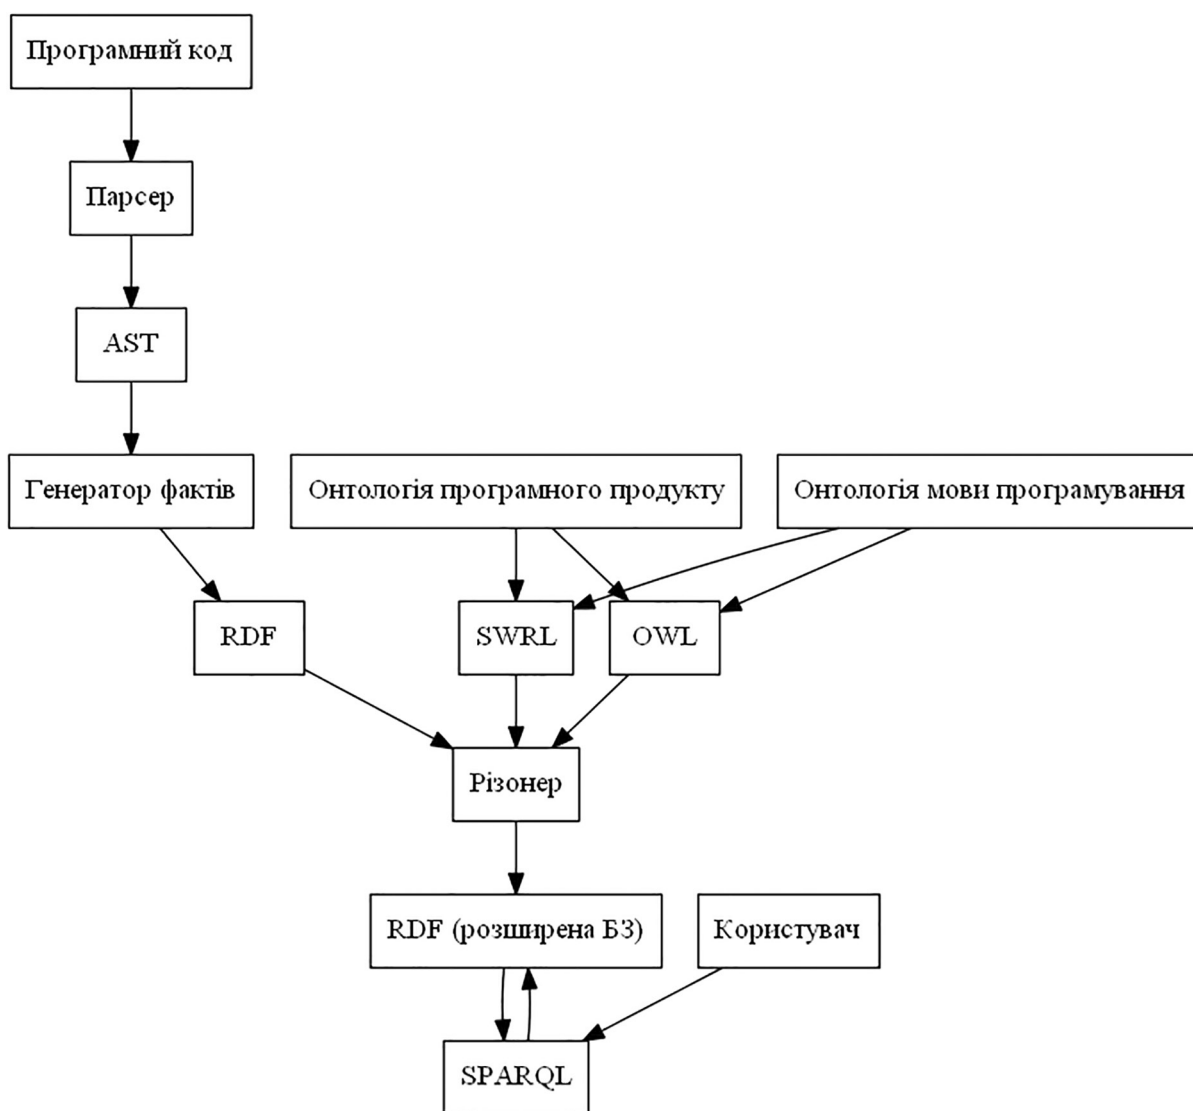 Програмний код
Парсер
AST
Генератор фактів
Онтологія програмного продукту
Онтологія мови програмування
RDF
SWRL
OWL
Різонер
RDF (розширена БЗ)
Користувач
SPARQL